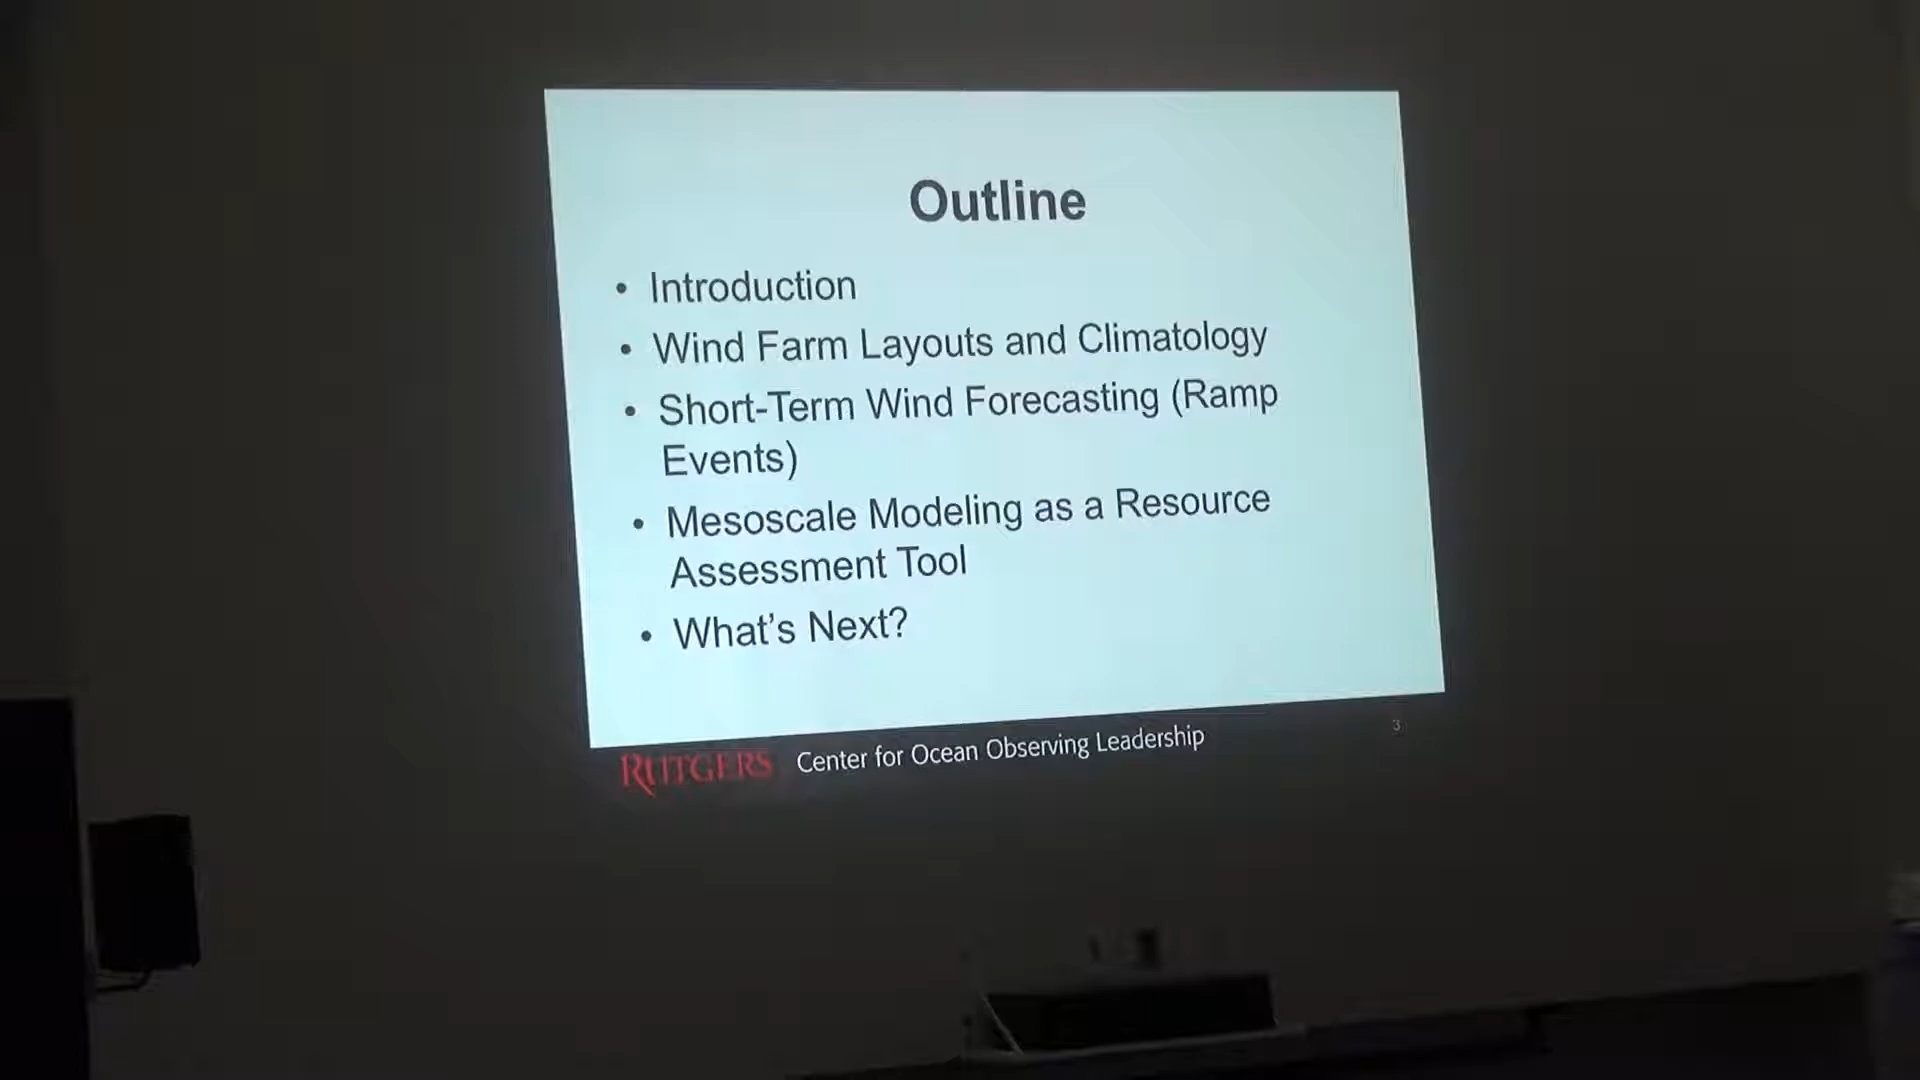 Outline
• Introduction
• Wind Farm Layouts and Climatology
• Short-Term Wind Forecasting (Ramp
Events)
• Mesoscale Modeling as a Resource
Assessment Tool
• What's Next?
RUTGERS Center for Ocean Observing Leadership
3